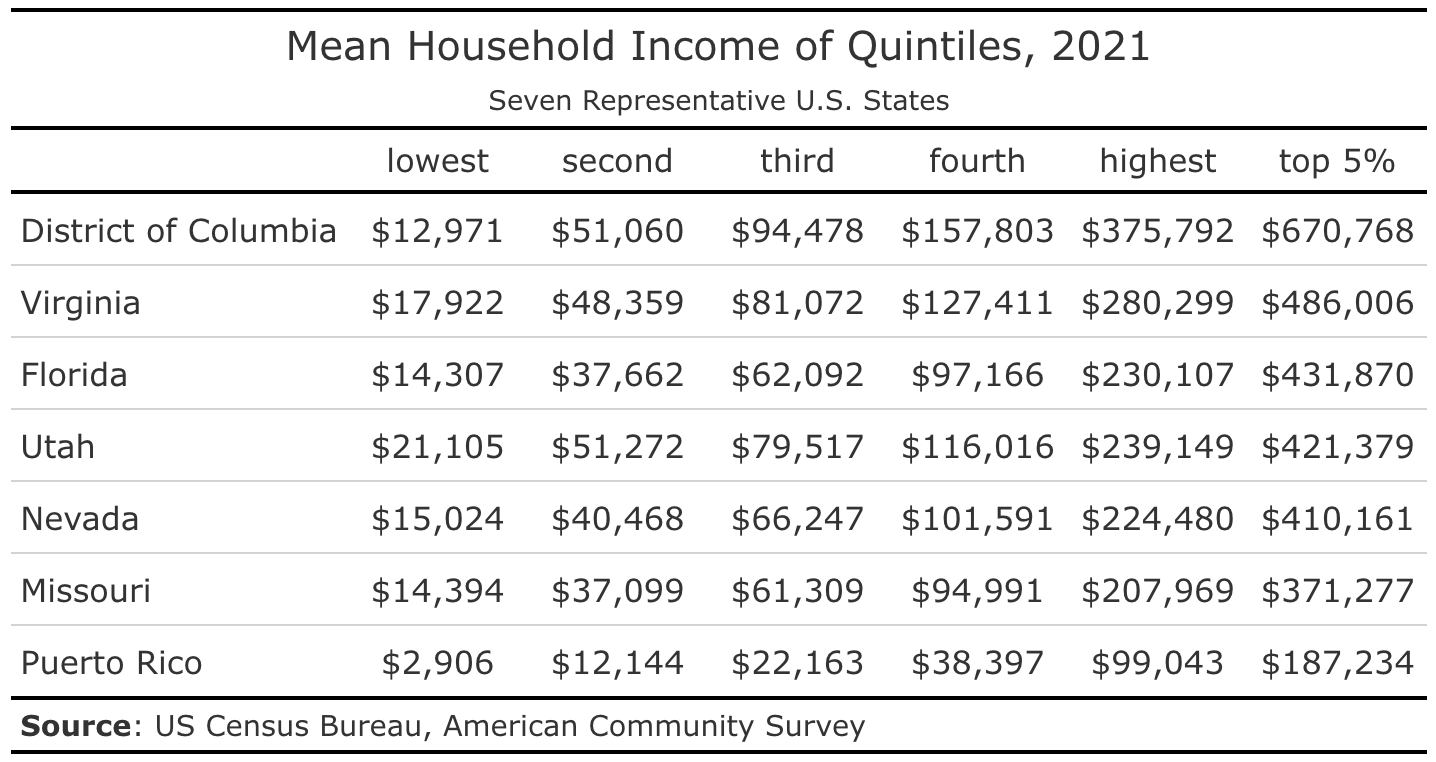 Mean Household Income of Quintiles, 2021
Seven Representative U.S. States
lowest second third fourth highest top 5%
District of Columbia $12,971 $51,060 $94,478 $157,803 $375,792 $670,768
Virginia $17,922 $48,359 $81,072 $127,411 $280,299 $486,006
Florida $14,307 $37,662 $62,092 $97,166 $230,107 $431,870
Utah $21,105 $51,272 $79,517 $116,016 $239,149 $421,379
Nevada $15,024 $40,468 $66,247 $101,591 $224,480 $410,161
Missouri $14,394 $37,099 $61,309 $94,991 $207,969 $371,277
Puerto Rico $2,906 $12,144 $22,163 $38,397 $99,043 $187,234
Source: US Census Bureau, American Community Survey